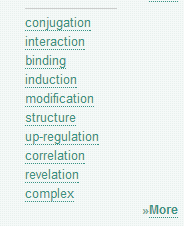 conjugation
interaction
binding
induction
modification
structure
up-regulation
correlation
revelation
complex
»More